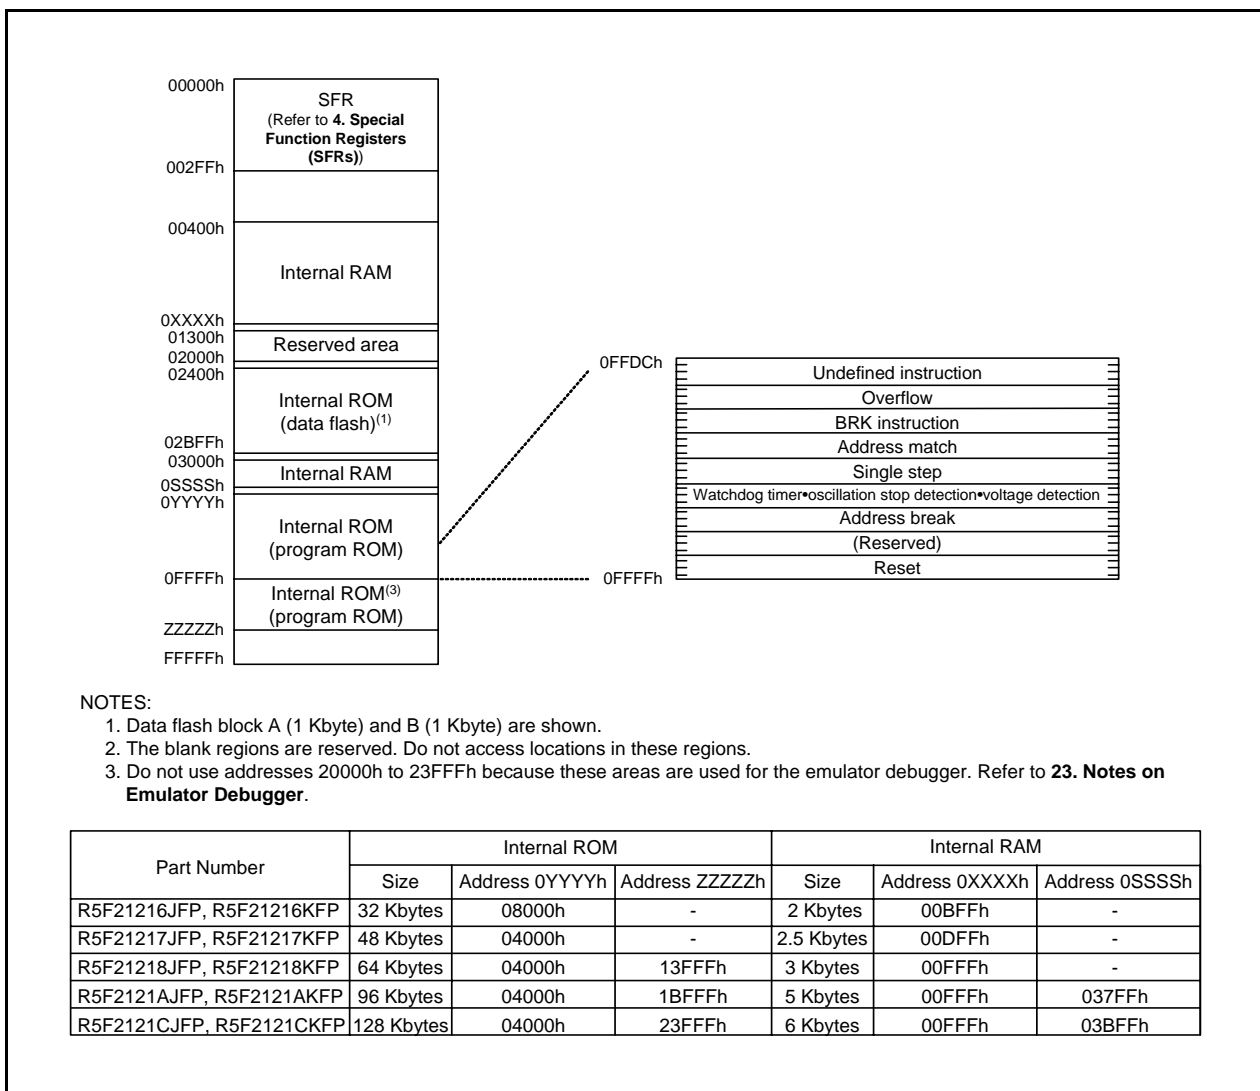 00000h
SFR
(Refer to 4. Special
Function Registers
(SFRs))
002FFh
00400h
Internal RAM
0XXXXh
01300h
Reserved area
02000h
02400h
Internal ROM
(data flash)(1)
02BFFh
03000h
Internal RAM
0SSSSh
0YYYYh
Internal ROM
(program ROM)
0FFFFh
Internal ROM(3)
(program ROM)
ZZZZZh
FFFFFh
0FFDCh
Undefined instruction
Overflow
BRK instruction
Address match
Single step
Watchdog timer•oscillation stop detection•voltage detection
Address break
(Reserved)
0FFFFh
Reset
NOTES:
1. Data flash block A (1 Kbyte) and B (1 Kbyte) are shown.
2. The blank regions are reserved. Do not access locations in these regions.
3. Do not use addresses 20000h to 23FFFh because these areas are used for the emulator debugger. Refer to 23. Notes on
Emulator Debugger.
Part Number Internal ROM Internal RAM
Size Address 0YYYYh Address ZZZZZh Size Address 0XXXXh Address 0SSSSh
R5F21216JFP, R5F21216KFP 32 Kbytes 08000h - 2 Kbytes 00BFFh -
R5F21217JFP, R5F21217KFP 48 Kbytes 04000h - 2.5 Kbytes 00DFFh -
R5F21218JFP, R5F21218KFP 64 Kbytes 04000h 13FFFh 3 Kbytes 00FFFh -
R5F2121AJFP, R5F2121AKFP 96 Kbytes 04000h 1BFFFh 5 Kbytes 00FFFh 037FFh
R5F2121CJFP, R5F2121CKFP 128 Kbytes 04000h 23FFFh 6 Kbytes 00FFFh 03BFFh